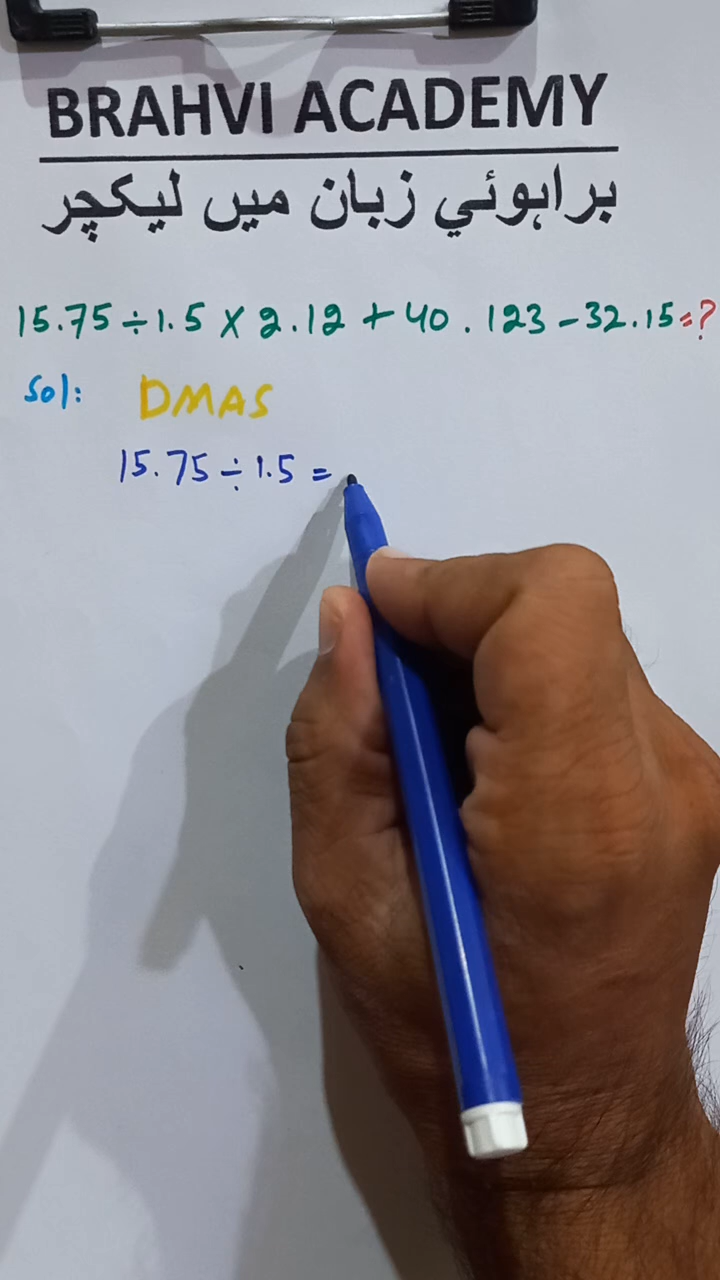 BRAHVI ACADEMY
براہوئي زبان میں لیکچر
15.75 ÷ 1.5 × 2.12 + 40.123 - 32.15 = ?
Sol: DMAS
15.75 ÷ 1.5 =